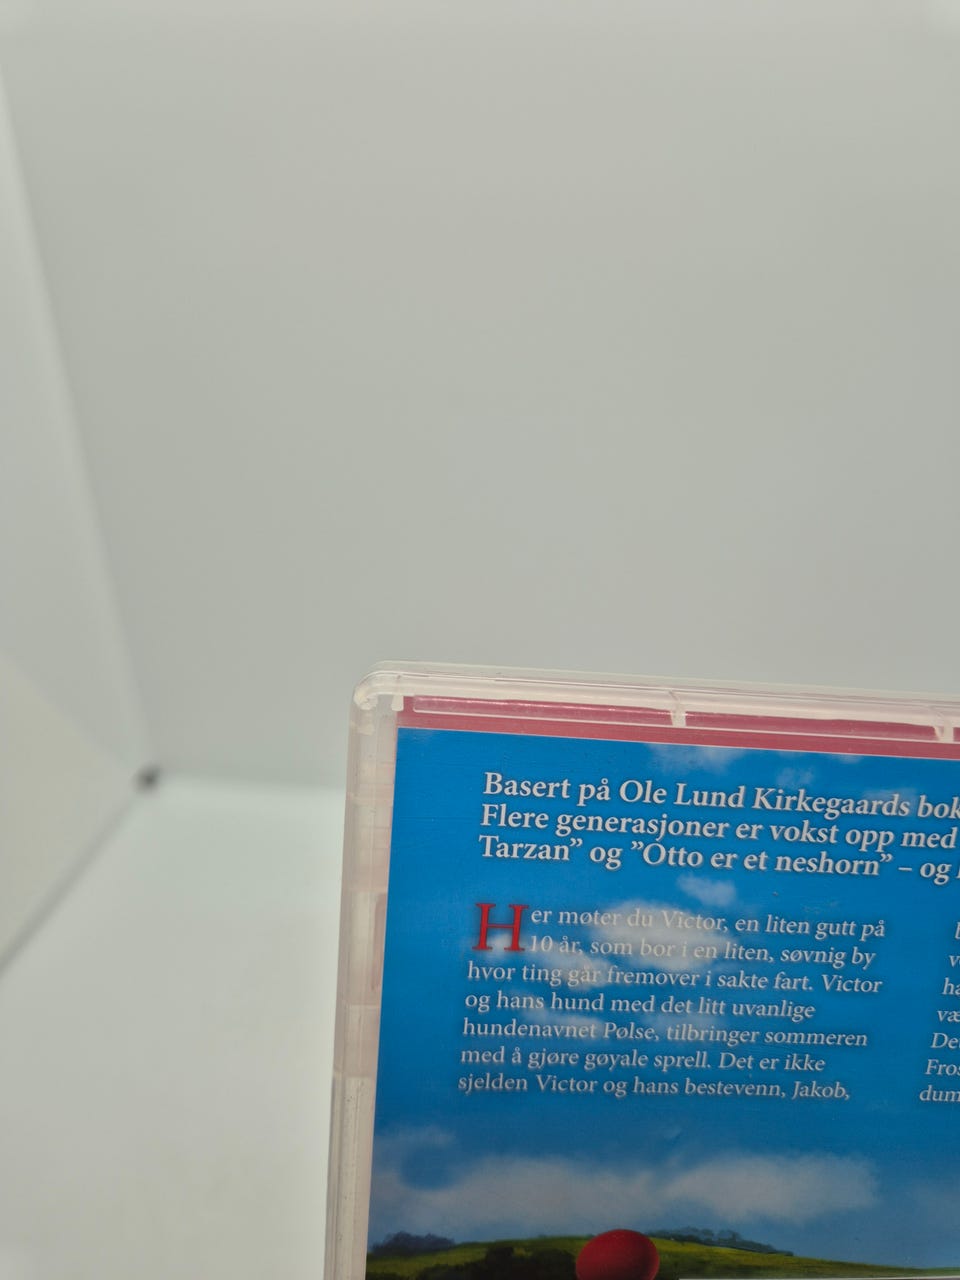 Basert på Ole Lund Kirkegaards bok
Flere generasjoner er vokst opp med
Tarzan” og ”Otto er et neshorn” – og
Her møter du Victor, en liten gutt på
10 år, som bor i en liten, søvnig by
hvor ting går fremover i sakte fart. Victor
og hans hund med det litt uvanlige
hundenavnet Pølse, tilbringer sommeren
med å gjøre gøyale sprell. Det er ikke
sjelden Victor og hans bestevenn, Jakob,